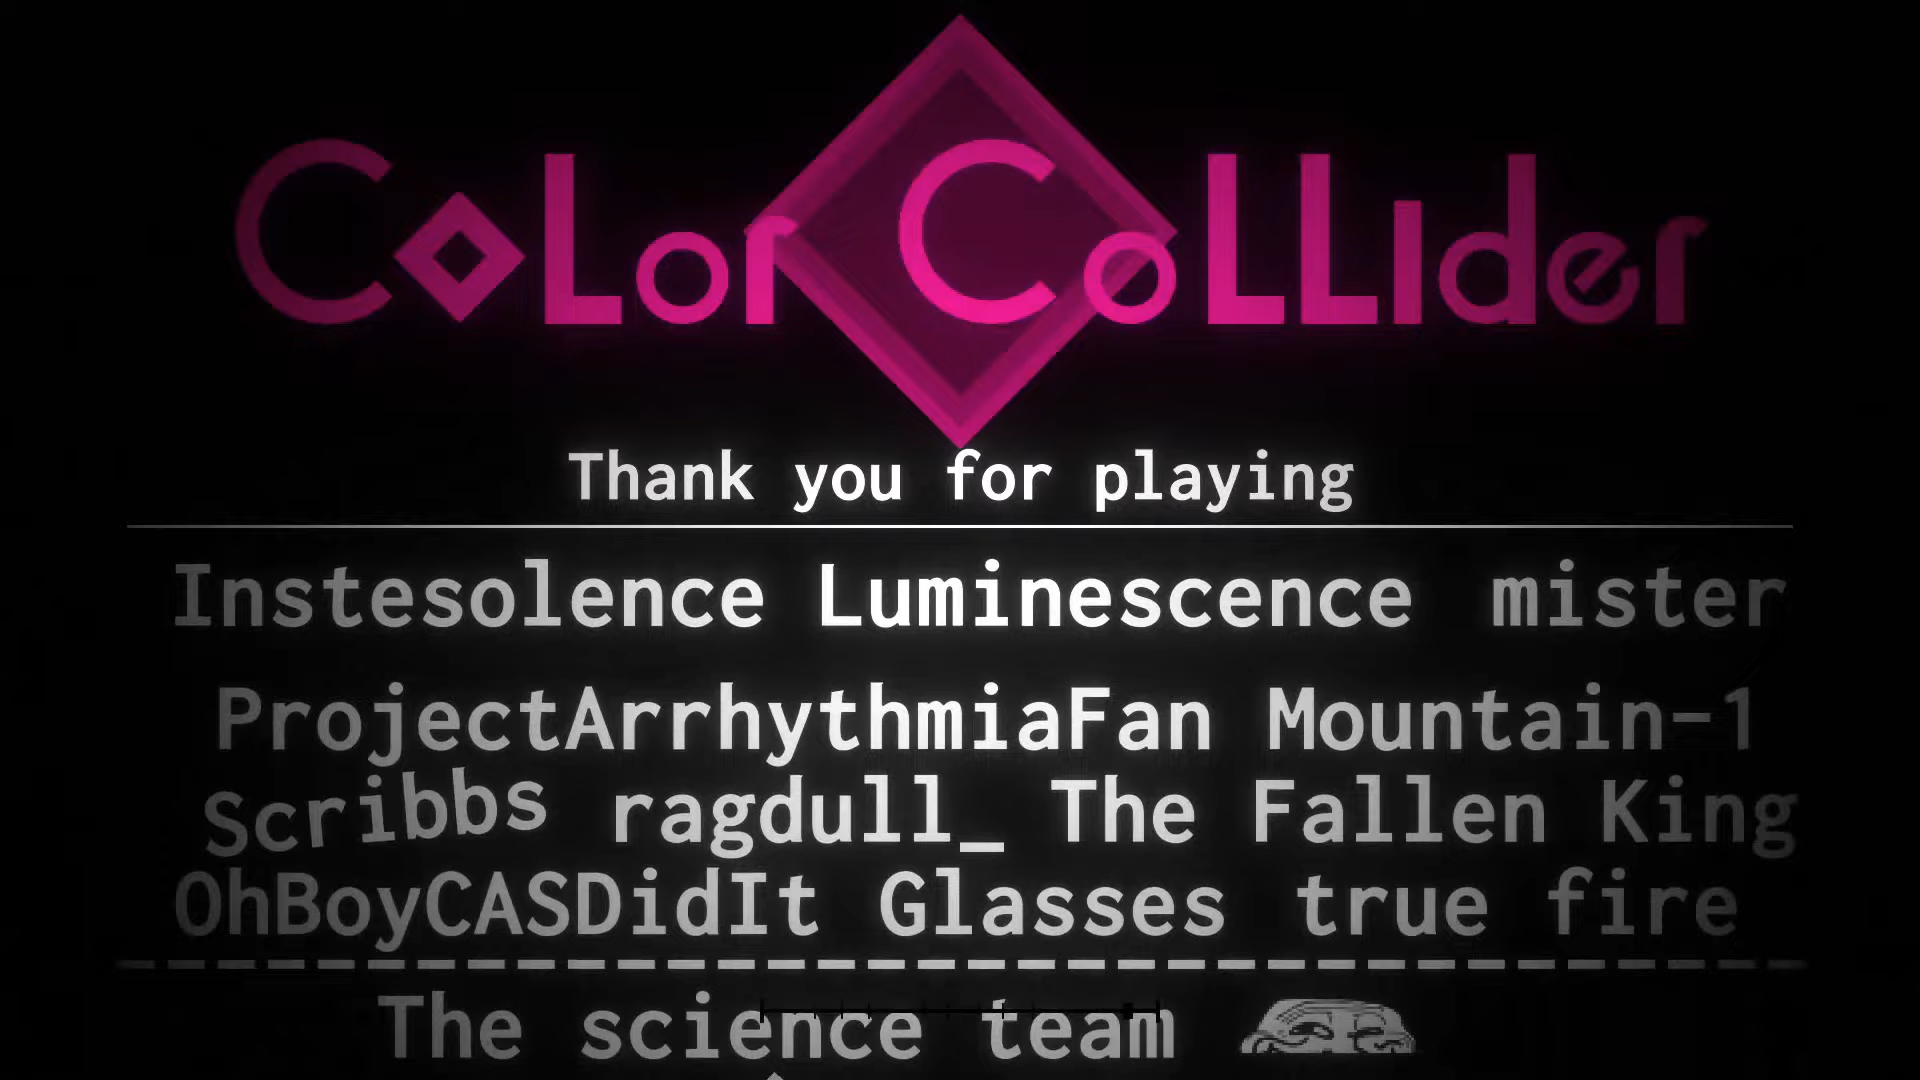 CoLor CoLLider
Thank you for playing
Instesolence Luminescence mister
ProjectArrhythmiaFan Mountain-1
Scribbs ragdull_ The Fallen King
OhBoyCASDidIt Glasses true fire
The science team